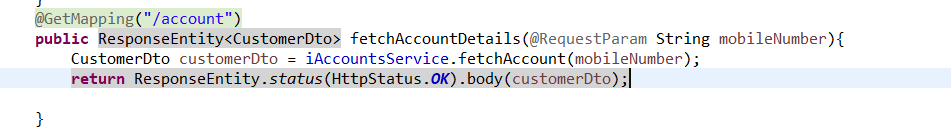 }
@GetMapping("/account")
public ResponseEntity<CustomerDto> fetchAccountDetails(@RequestParam String mobileNumber){
CustomerDto customerDto = iAccountsService.fetchAccount(mobileNumber);
return ResponseEntity.status(HttpStatus.OK).body(customerDto);
}